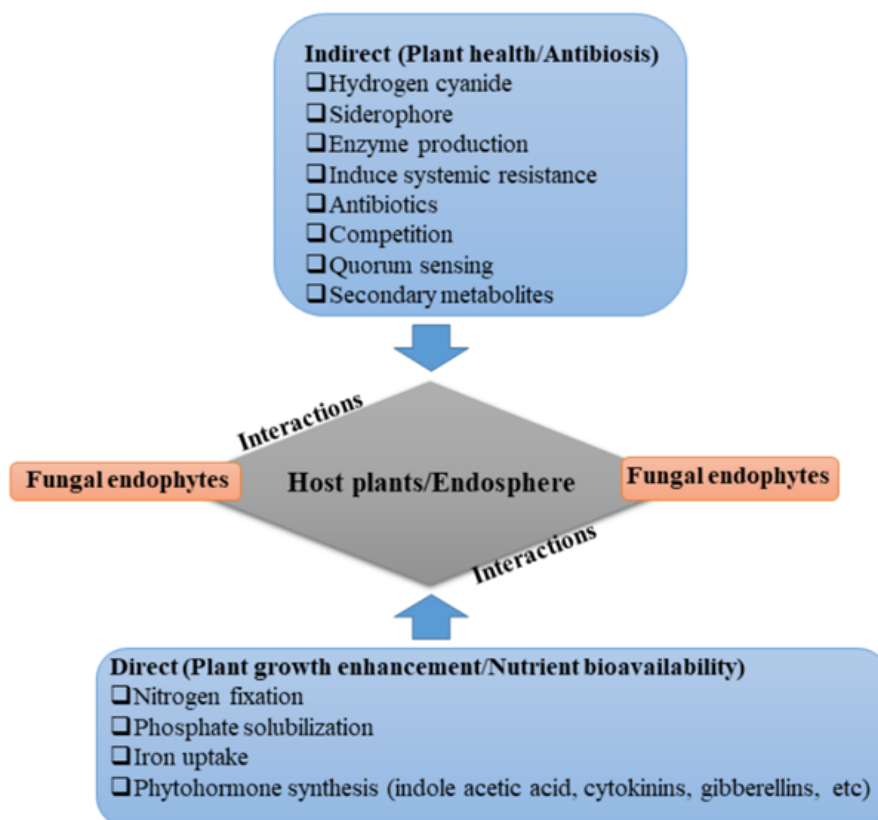 Indirect (Plant health/Antibiosis)
❑Hydrogen cyanide
❑Siderophore
❑Enzyme production
❑Induce systemic resistance
❑Antibiotics
❑Competition
❑Quorum sensing
❑Secondary metabolites
Interactions
Fungal endophytes
Host plants/Endosphere
Fungal endophytes
Interactions
Direct (Plant growth enhancement/Nutrient bioavailability)
❑Nitrogen fixation
❑Phosphate solubilization
❑Iron uptake
❑Phytohormone synthesis (indole acetic acid, cytokinins, gibberellins, etc)